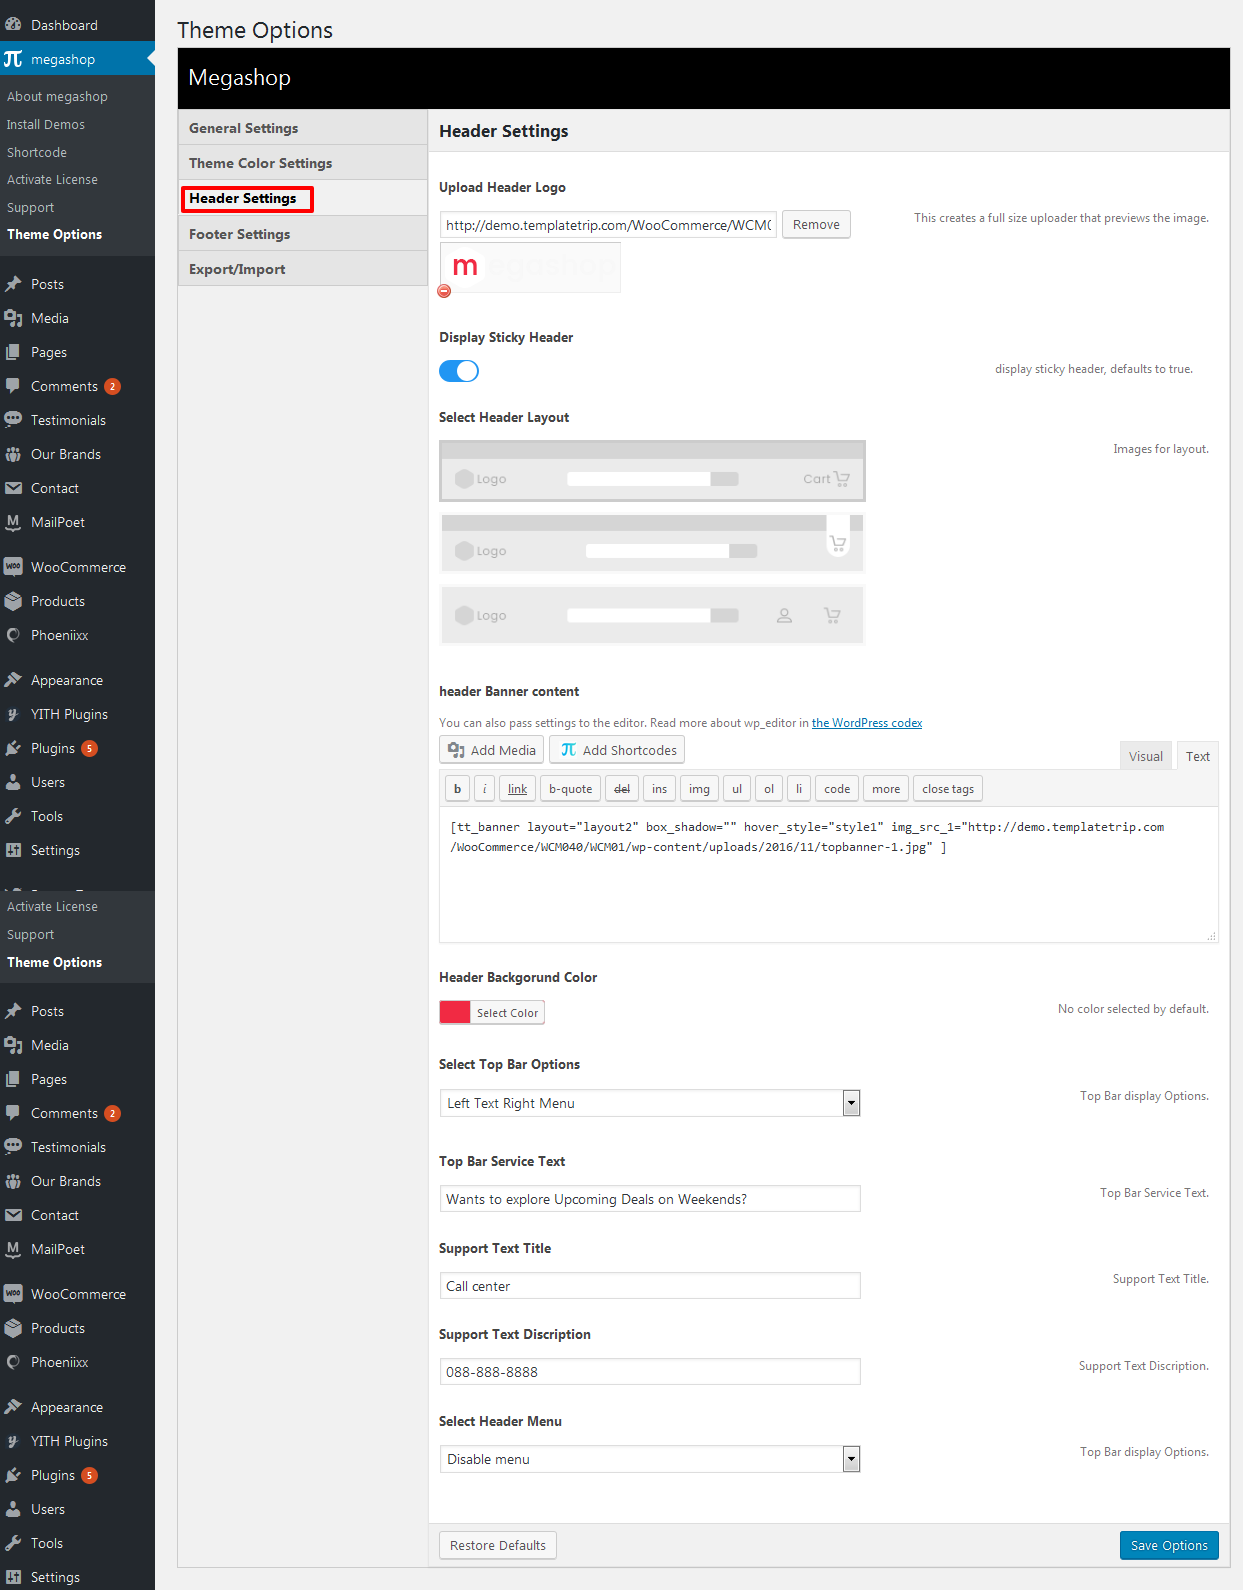 Dashboard
megashop
About megashop
Install Demos
Shortcode
Activate License
Support
Theme Options
Posts
Media
Pages
Comments 2
Testimonials
Our Brands
Contact
MailPoet
WooCommerce
Products
Phoeniixx
Appearance
YITH Plugins
Plugins 5
Users
Tools
Settings
Activate License
Support
Theme Options
Posts
Media
Pages
Comments 2
Testimonials
Our Brands
Contact
MailPoet
WooCommerce
Products
Phoeniixx
Appearance
YITH Plugins
Plugins 5
Users
Tools
Settings
Theme Options
Megashop
General Settings
Theme Color Settings
Header Settings
Footer Settings
Export/Import
Header Settings
Upload Header Logo
http://demo.templatetrip.com/WooCommerce/WCM0 Remove
This creates a full size uploader that previews the image.
megashop
Display Sticky Header
display sticky header, defaults to true.
Select Header Layout
Images for layout.
Logo Cart
Logo
Logo
header Banner content
You can also pass settings to the editor. Read more about wp_editor in the WordPress codex
Add Media Add Shortcodes
Visual Text
b i link b-quote del ins img ul ol li code more close tags
[tt_banner layout="layout2" box_shadow="" hover_style="style1" img_src_1="http://demo.templatetrip.com
/WooCommerce/WCM040/WCM01/wp-content/uploads/2016/11/topbanner-1.jpg" ]
Header Backgorund Color
Select Color
No color selected by default.
Select Top Bar Options
Left Text Right Menu
Top Bar display Options.
Top Bar Service Text
Wants to explore Upcoming Deals on Weekends?
Top Bar Service Text.
Support Text Title
Call center
Support Text Title.
Support Text Discription
088-888-8888
Support Text Discription.
Select Header Menu
Disable menu
Top Bar display Options.
Restore Defaults
Save Options